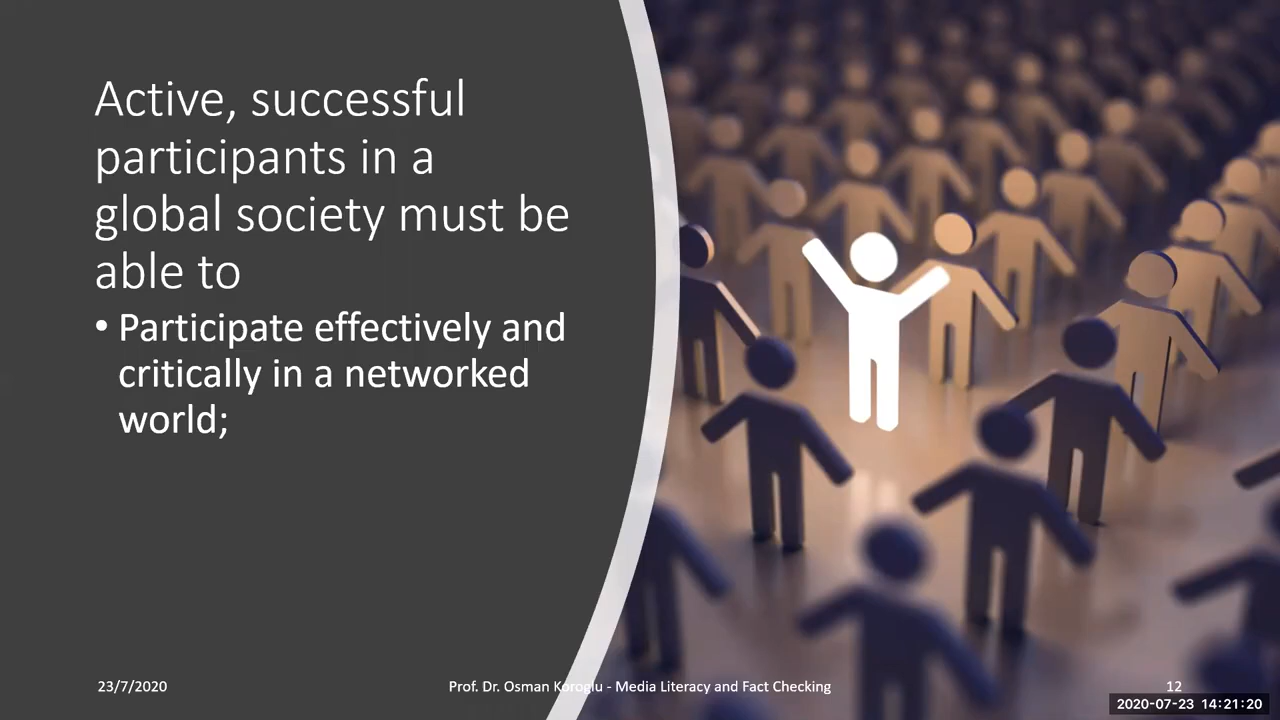 Active, successful
participants in a
global society must be
able to
• Participate effectively and
critically in a networked
world;
23/7/2020
Prof. Dr. Osman Koroglu - Media Literacy and Fact Checking
12
2020-07-23 14:21:20